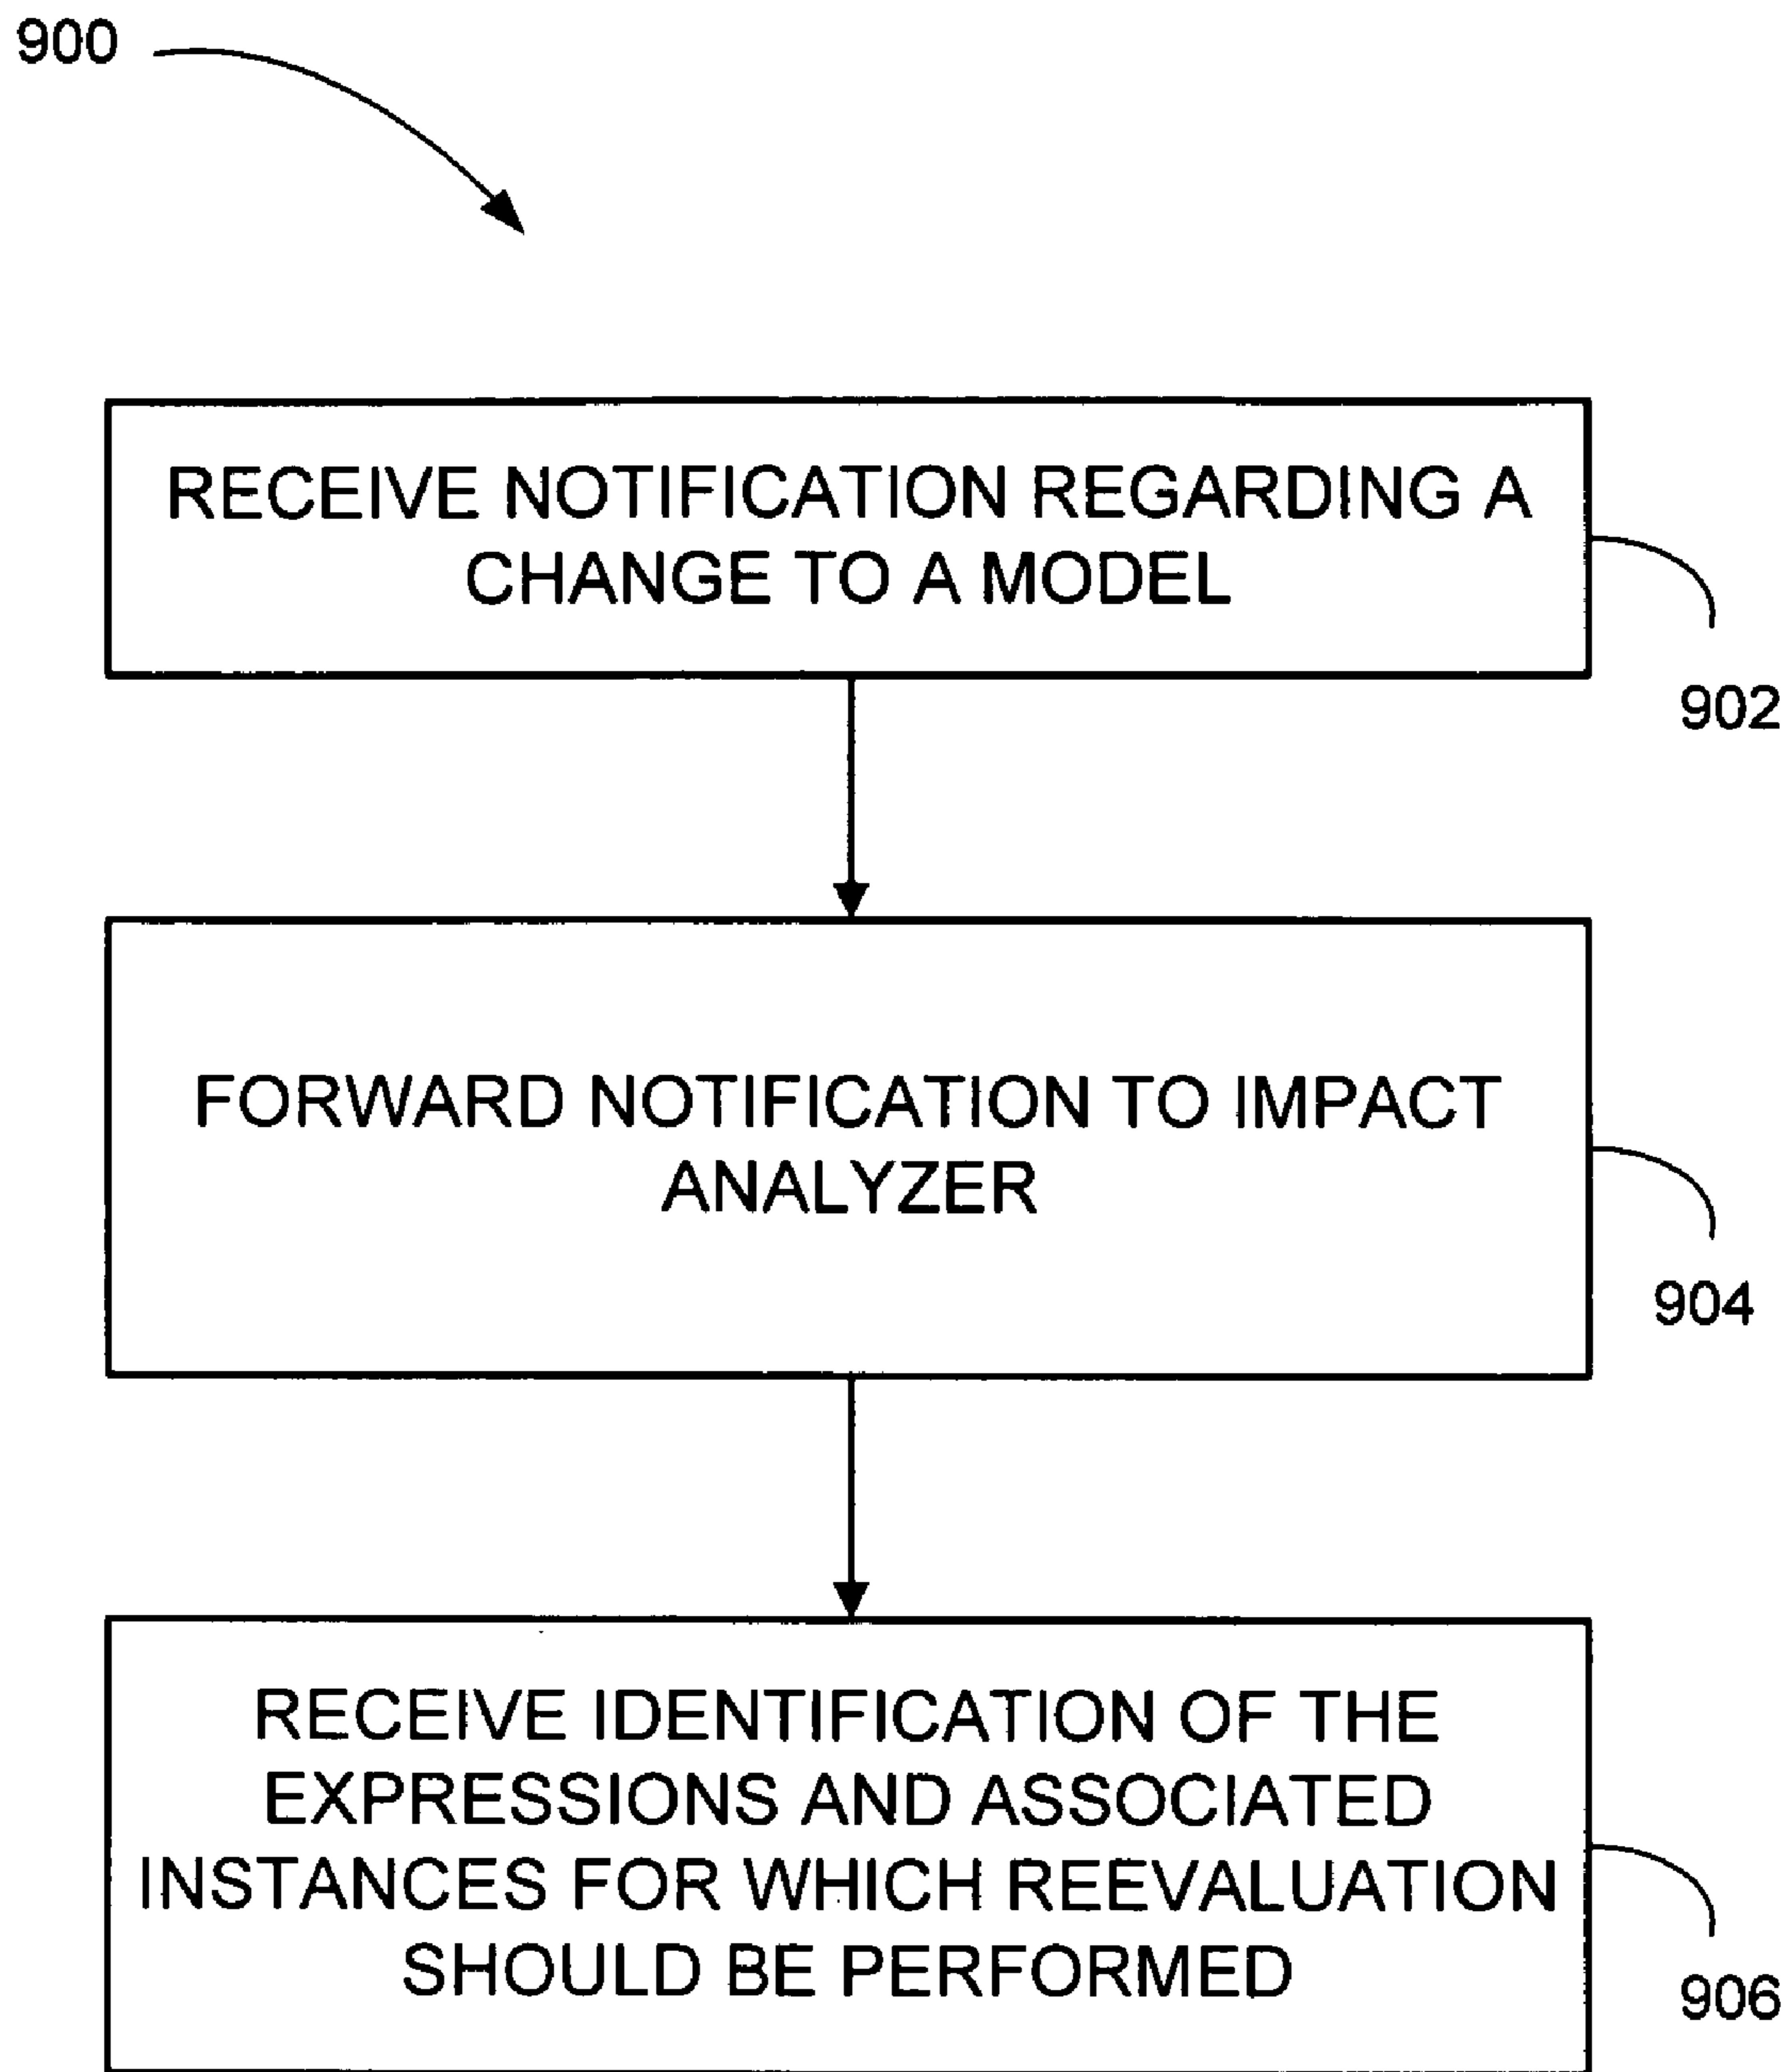 900
RECEIVE NOTIFICATION REGARDING A
CHANGE TO A MODEL
902
FORWARD NOTIFICATION TO IMPACT
ANALYZER
904
RECEIVE IDENTIFICATION OF THE
EXPRESSIONS AND ASSOCIATED
INSTANCES FOR WHICH REEVALUATION
SHOULD BE PERFORMED
906